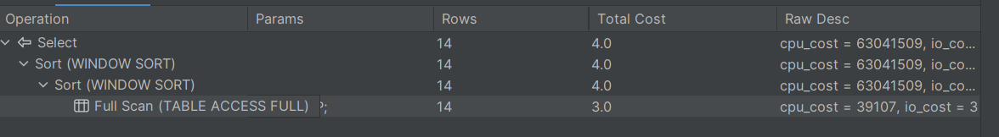 Operation Params Rows Total Cost Raw Desc
Select 14 4.0 cpu_cost = 63041509, io_co...
Sort (WINDOW SORT) 14 4.0 cpu_cost = 63041509, io_co...
Sort (WINDOW SORT) 14 4.0 cpu_cost = 63041509, io_co...
Full Scan (TABLE ACCESS FULL) ; 14 3.0 cpu_cost = 39107, io_cost = 3